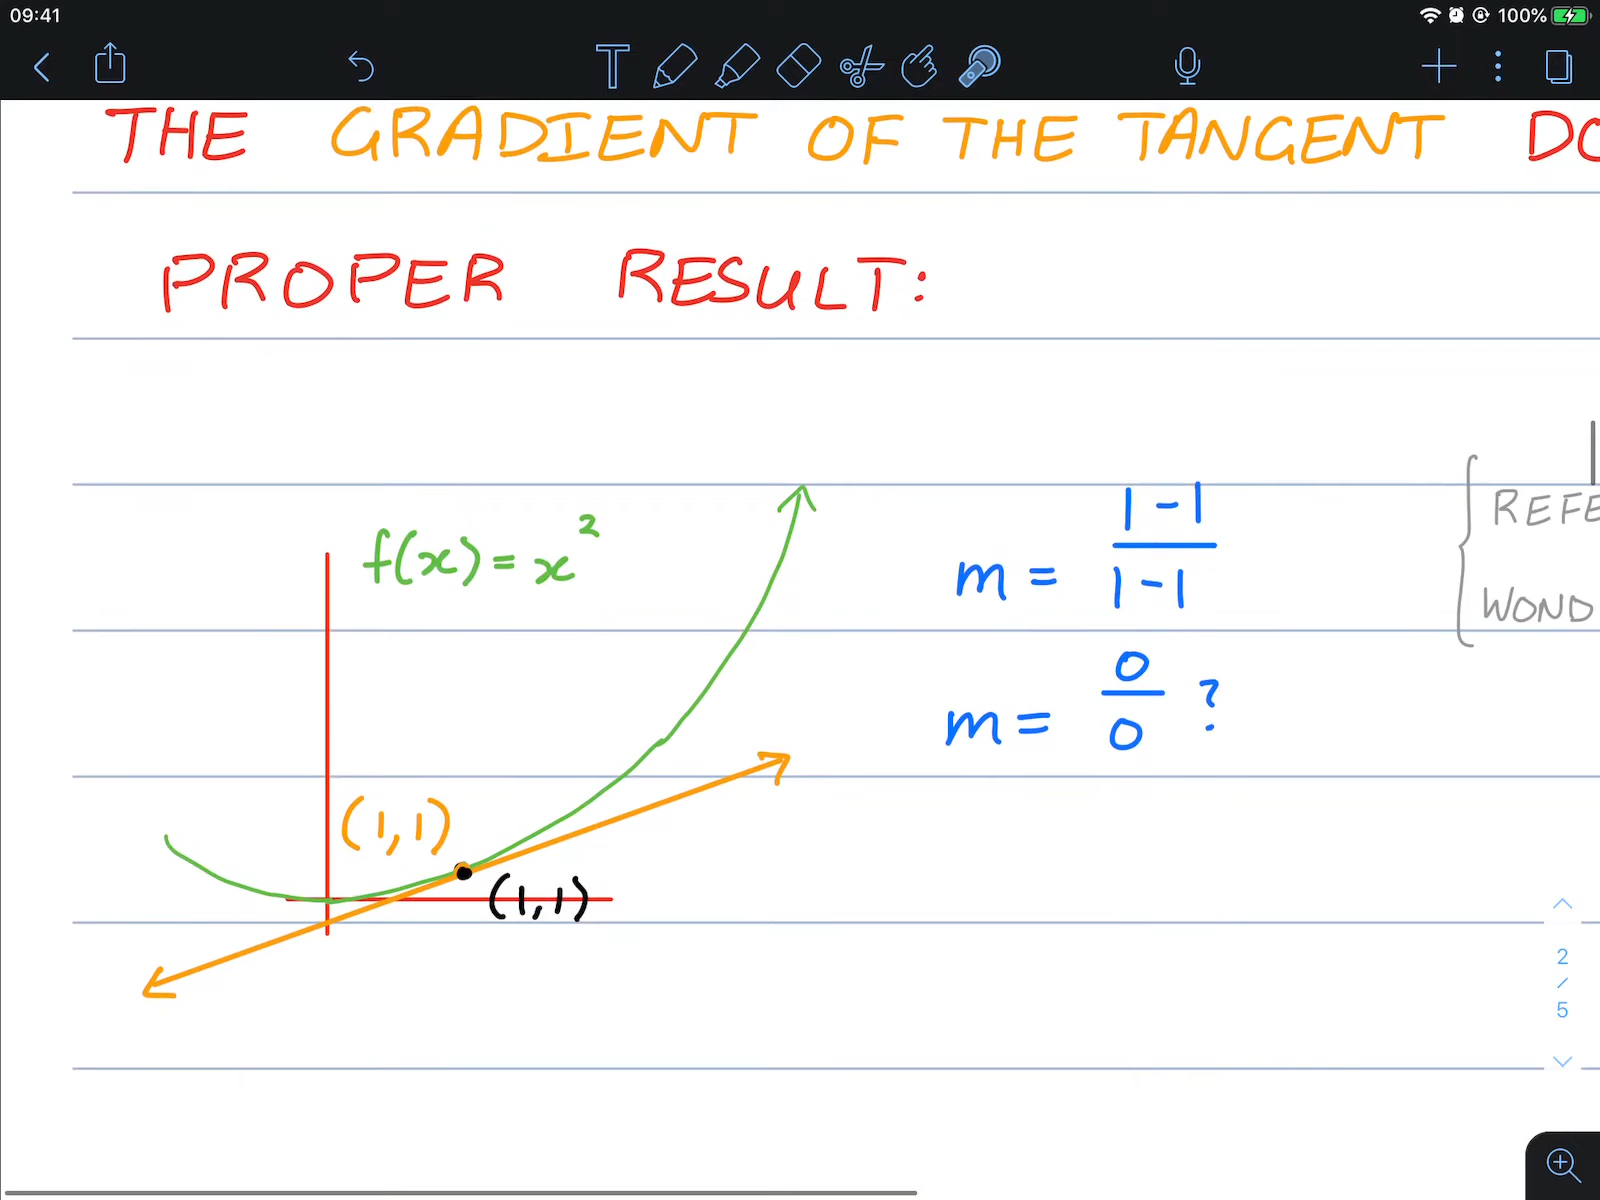 09:41
100%
T
THE GRADIENT OF THE TANGENT
PROPER RESULT:
f(x) = x²
m = 1-1 / 1-1
m = 0 / 0 ?
(1,1)
(1,1)
2
/
5